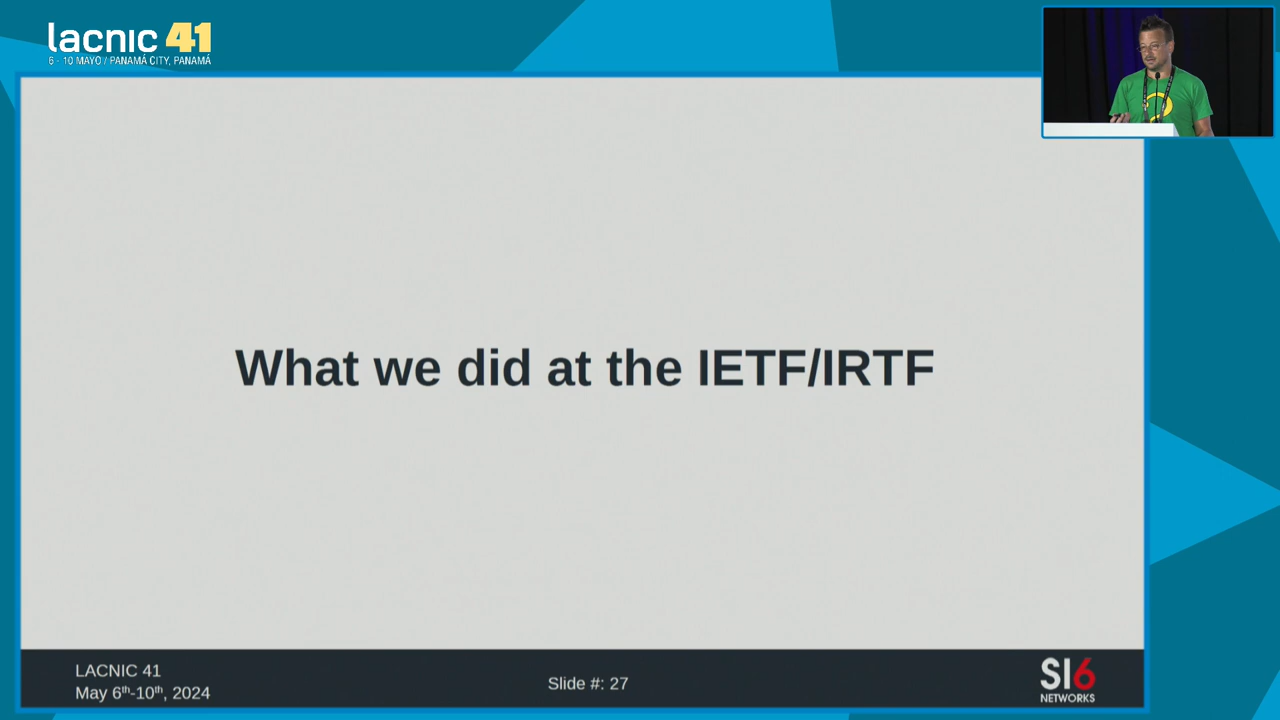 lacnic 41
6 - 10 MAYO / PANAMÁ CITY, PANAMÁ
What we did at the IETF/IRTF
LACNIC 41
May 6th-10th, 2024
Slide #: 27
SI6
NETWORKS